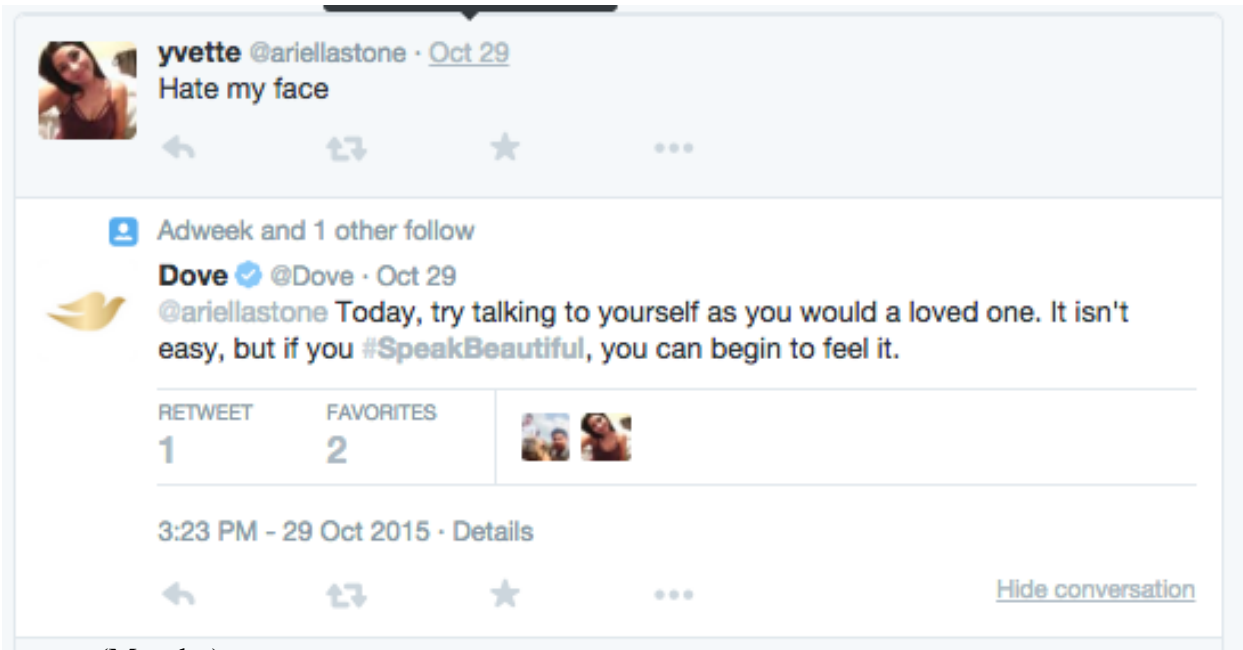 yvette @ariellastone · Oct 29
Hate my face
Adweek and 1 other follow
Dove @Dove · Oct 29
@ariellastone Today, try talking to yourself as you would a loved one. It isn't
easy, but if you #SpeakBeautiful, you can begin to feel it.
RETWEET FAVORITES
1 2
3:23 PM - 29 Oct 2015 · Details
Hide conversation